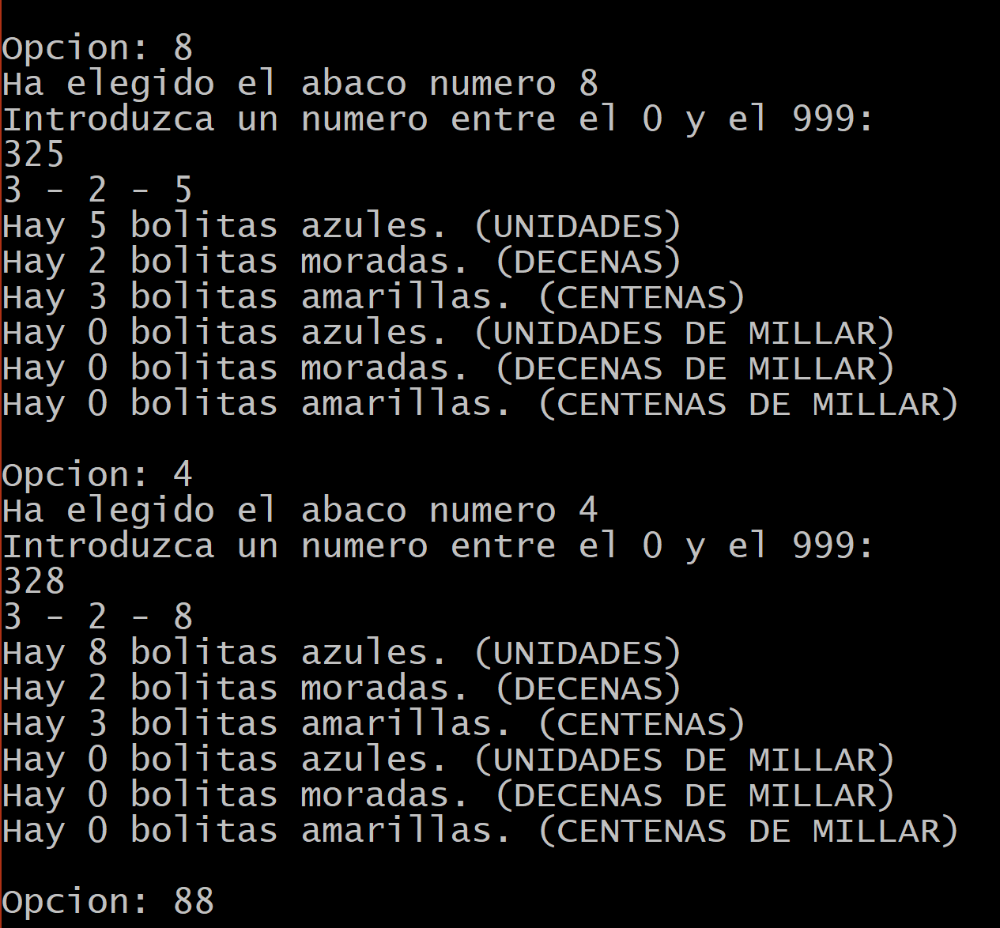 Opcion: 8
Ha elegido el abaco numero 8
Introduzca un numero entre el 0 y el 999:
325
3 - 2 - 5
Hay 5 bolitas azules. (UNIDADES)
Hay 2 bolitas moradas. (DECENAS)
Hay 3 bolitas amarillas. (CENTENAS)
Hay 0 bolitas azules. (UNIDADES DE MILLAR)
Hay 0 bolitas moradas. (DECENAS DE MILLAR)
Hay 0 bolitas amarillas. (CENTENAS DE MILLAR)
Opcion: 4
Ha elegido el abaco numero 4
Introduzca un numero entre el 0 y el 999:
328
3 - 2 - 8
Hay 8 bolitas azules. (UNIDADES)
Hay 2 bolitas moradas. (DECENAS)
Hay 3 bolitas amarillas. (CENTENAS)
Hay 0 bolitas azules. (UNIDADES DE MILLAR)
Hay 0 bolitas moradas. (DECENAS DE MILLAR)
Hay 0 bolitas amarillas. (CENTENAS DE MILLAR)
Opcion: 88